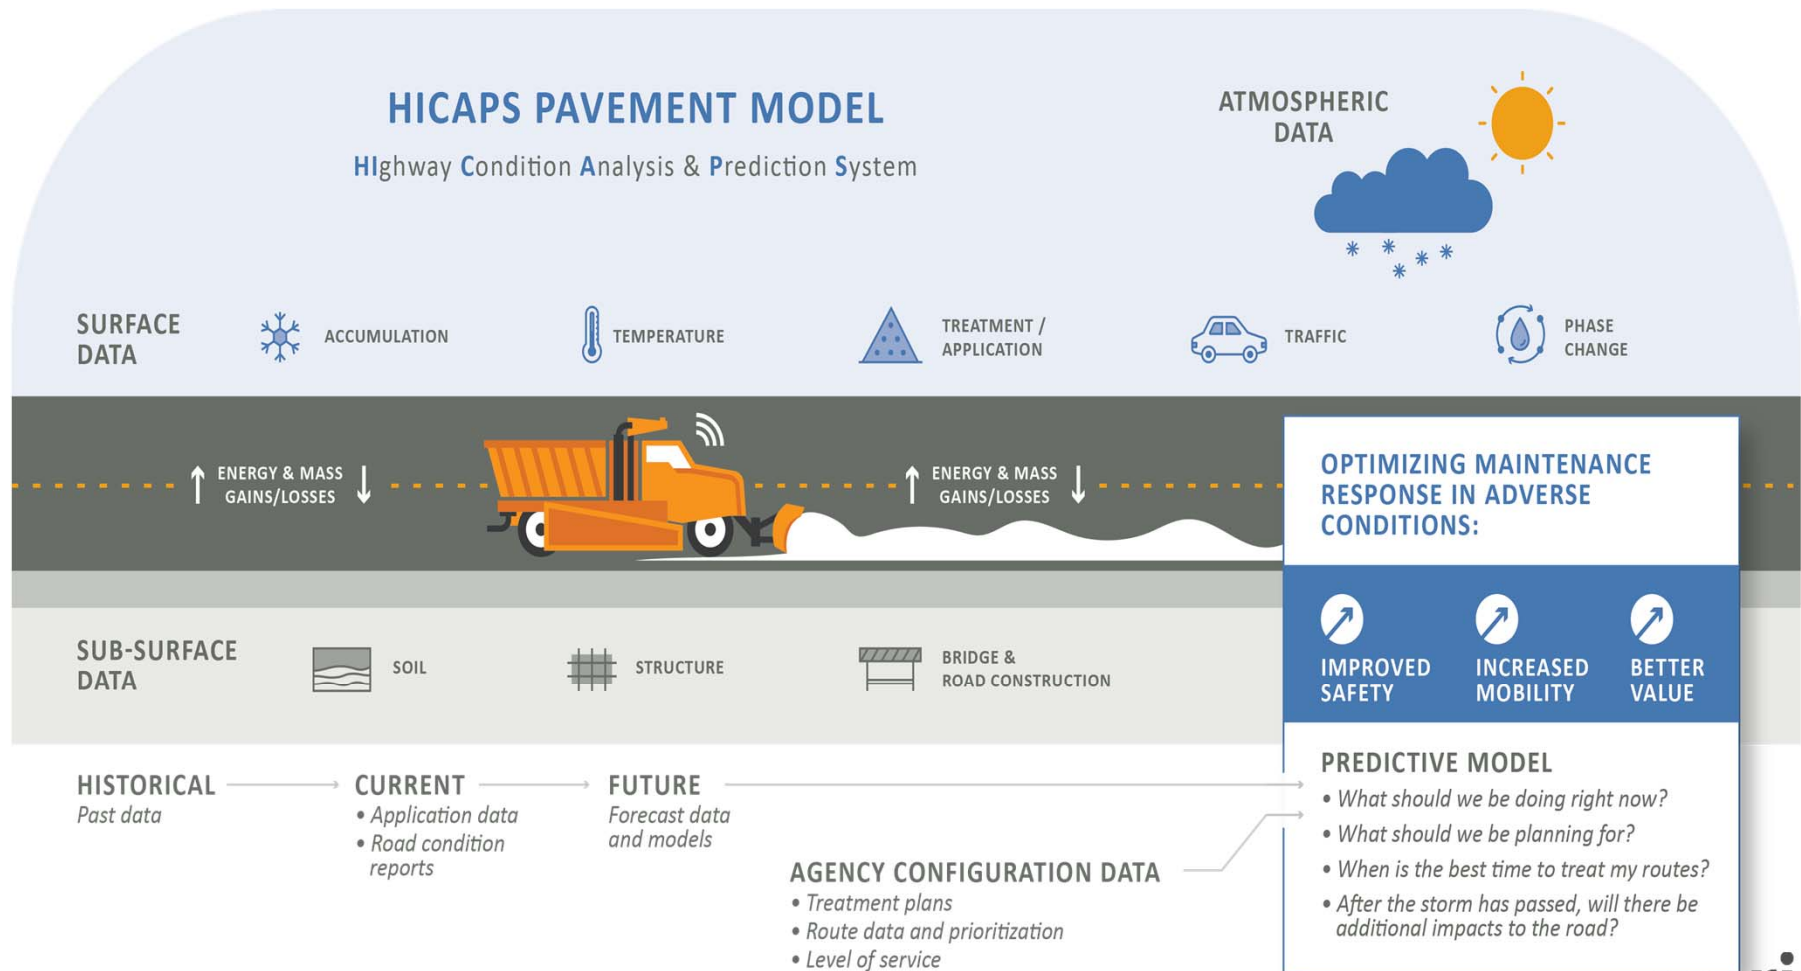 HICAPS PAVEMENT MODEL
HIghway Condition Analysis & Prediction System
ATMOSPHERIC
DATA
SURFACE
DATA
ACCUMULATION
TEMPERATURE
TREATMENT /
APPLICATION
TRAFFIC
PHASE
CHANGE
ENERGY & MASS
GAINS/LOSSES
ENERGY & MASS
GAINS/LOSSES
OPTIMIZING MAINTENANCE
RESPONSE IN ADVERSE
CONDITIONS:
IMPROVED
SAFETY
INCREASED
MOBILITY
BETTER
VALUE
SUB-SURFACE
DATA
SOIL
STRUCTURE
BRIDGE &
ROAD CONSTRUCTION
HISTORICAL
Past data
CURRENT
• Application data
• Road condition
reports
FUTURE
Forecast data
and models
AGENCY CONFIGURATION DATA
• Treatment plans
• Route data and prioritization
• Level of service
PREDICTIVE MODEL
• What should we be doing right now?
• What should we be planning for?
• When is the best time to treat my routes?
• After the storm has passed, will there be
additional impacts to the road?